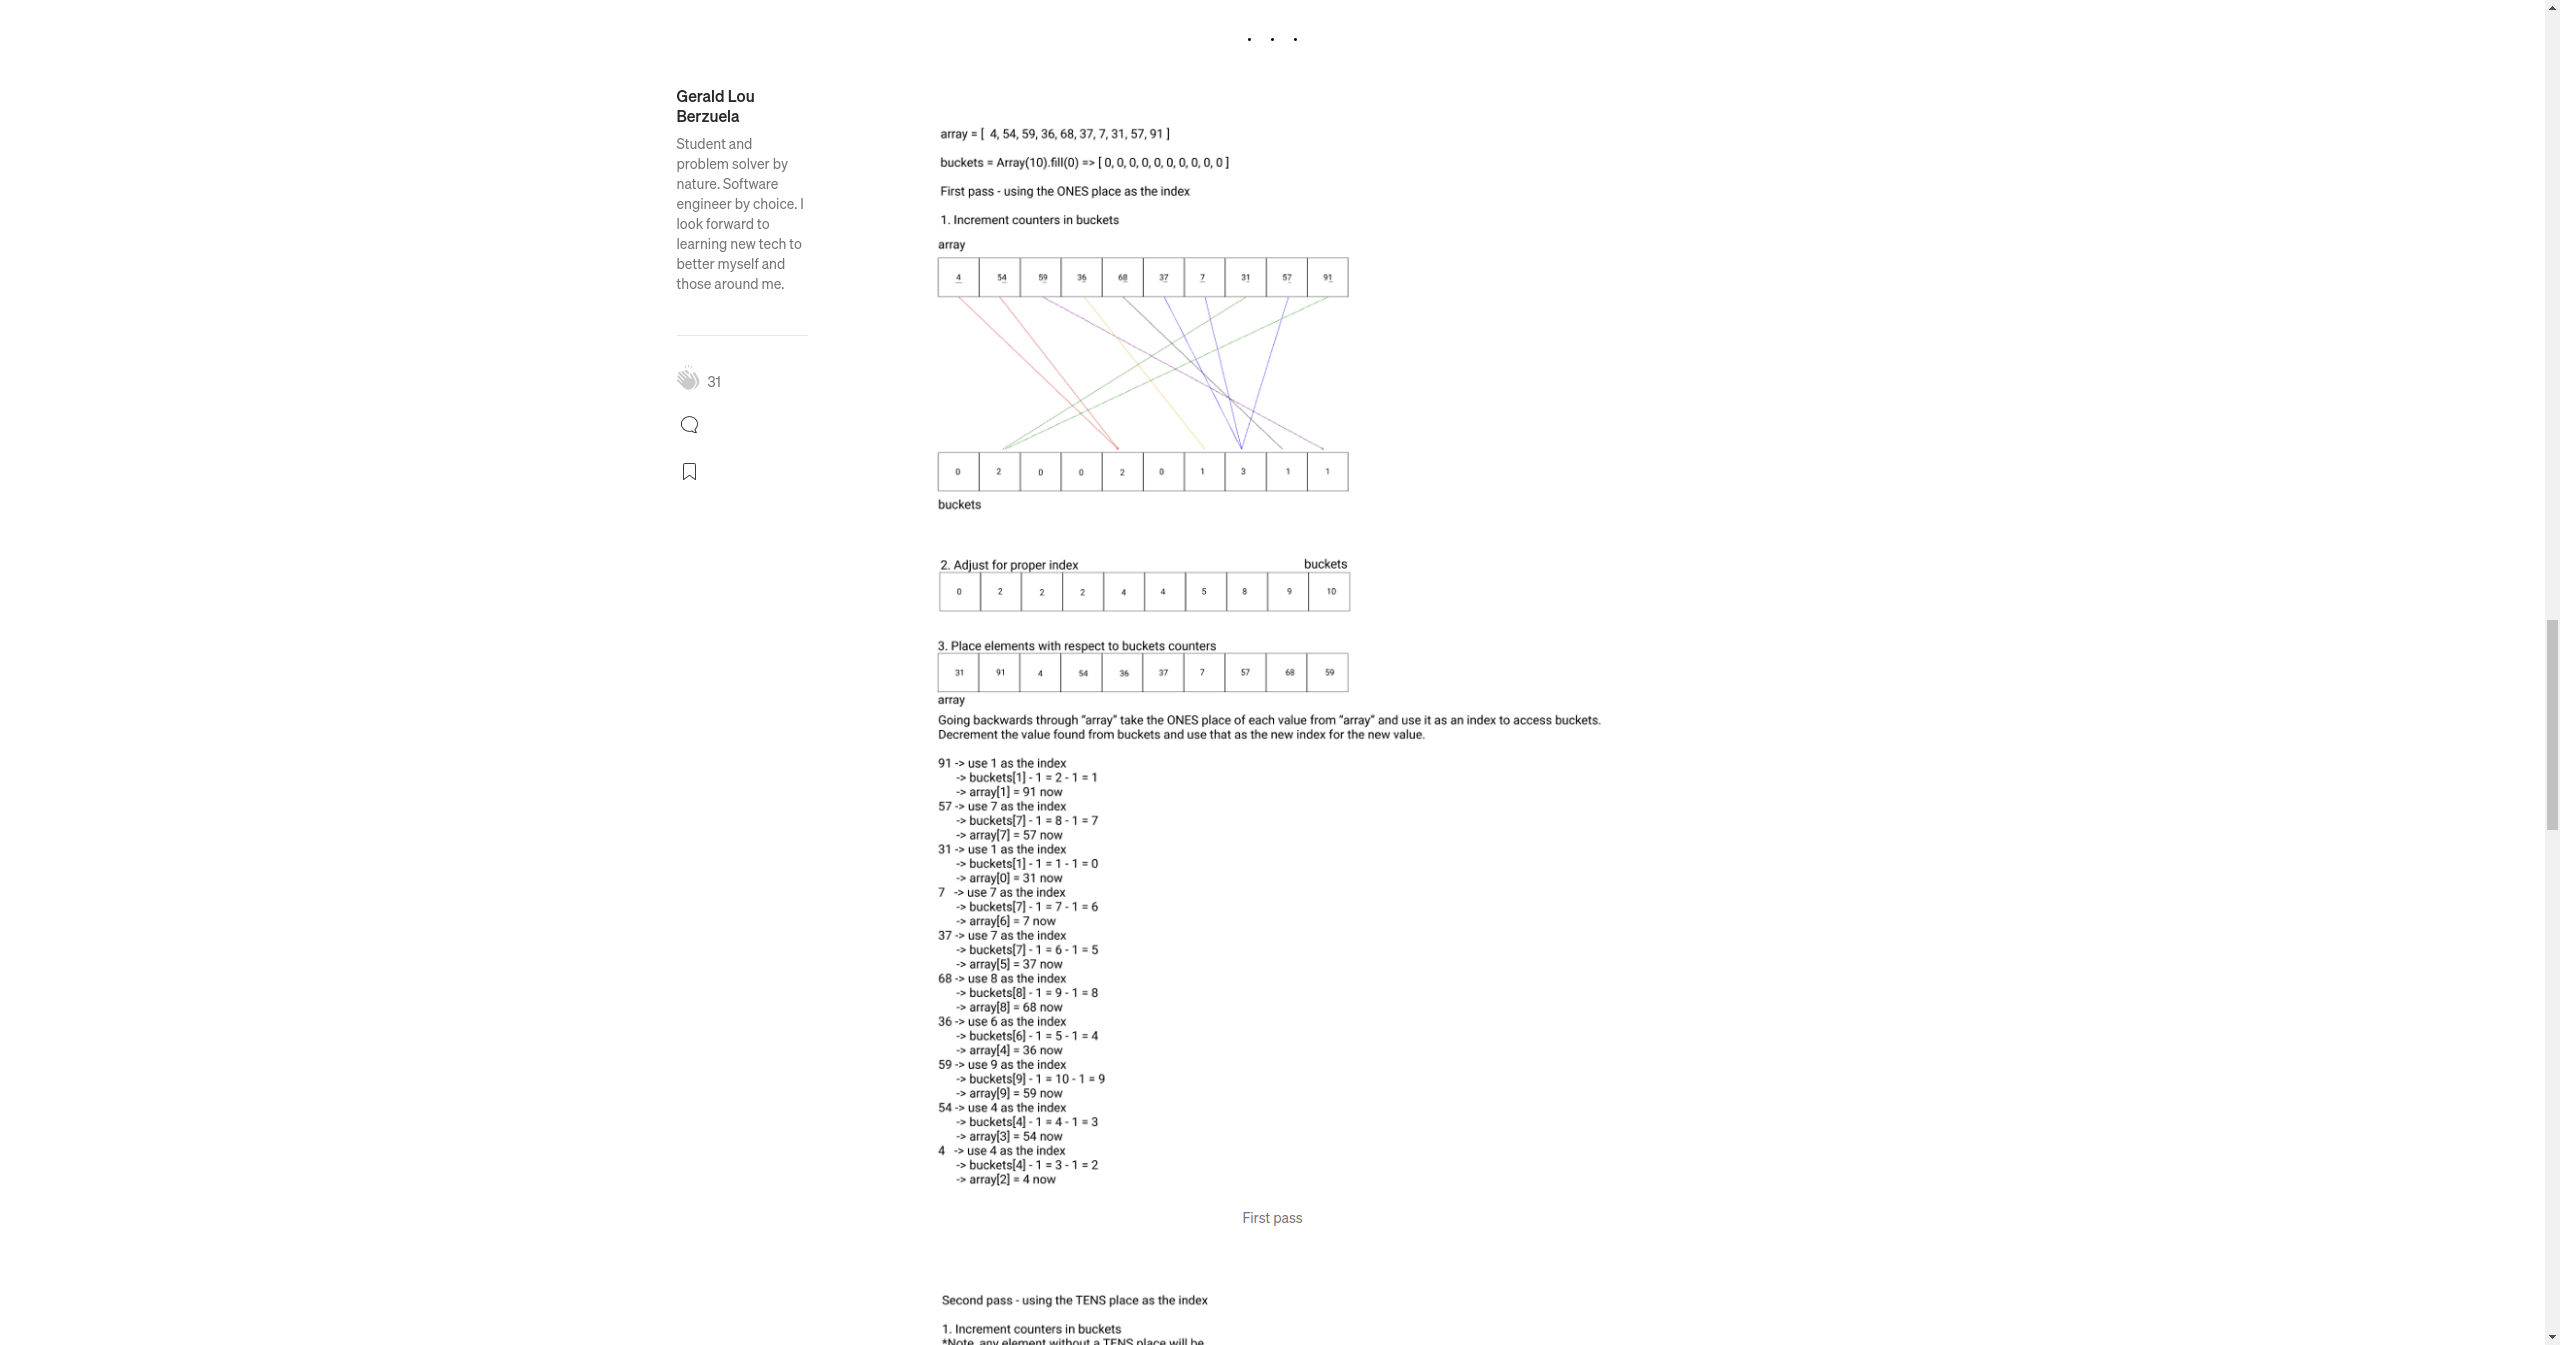 Gerald Lou
Berzuela
Student and
problem solver by
nature. Software
engineer by choice. I
look forward to
learning new tech to
better myself and
those around me.
31
array = [ 4, 54, 59, 36, 68, 37, 7, 31, 57, 91 ]
buckets = Array(10).fill(0) => [ 0, 0, 0, 0, 0, 0, 0, 0, 0, 0 ]
First pass - using the ONES place as the index
1. Increment counters in buckets
array
4 54 59 36 68 37 7 31 57 91
0 2 0 0 2 0 1 3 1 1
buckets
2. Adjust for proper index buckets
0 2 2 2 4 4 5 8 9 10
3. Place elements with respect to buckets counters
31 91 4 54 36 37 7 57 68 59
array
Going backwards through “array” take the ONES place of each value from “array” and use it as an index to access buckets.
Decrement the value found from buckets and use that as the new index for the new value.
91 -> use 1 as the index
-> buckets[1] - 1 = 2 - 1 = 1
-> array[1] = 91 now
57 -> use 7 as the index
-> buckets[7] - 1 = 8 - 1 = 7
-> array[7] = 57 now
31 -> use 1 as the index
-> buckets[1] - 1 = 1 - 1 = 0
-> array[0] = 31 now
7 -> use 7 as the index
-> buckets[7] - 1 = 7 - 1 = 6
-> array[6] = 7 now
37 -> use 7 as the index
-> buckets[7] - 1 = 6 - 1 = 5
-> array[5] = 37 now
68 -> use 8 as the index
-> buckets[8] - 1 = 9 - 1 = 8
-> array[8] = 68 now
36 -> use 6 as the index
-> buckets[6] - 1 = 5 - 1 = 4
-> array[4] = 36 now
59 -> use 9 as the index
-> buckets[9] - 1 = 10 - 1 = 9
-> array[9] = 59 now
54 -> use 4 as the index
-> buckets[4] - 1 = 4 - 1 = 3
-> array[3] = 54 now
4 -> use 4 as the index
-> buckets[4] - 1 = 3 - 1 = 2
-> array[2] = 4 now
First pass
Second pass - using the TENS place as the index
1. Increment counters in buckets
*Note, any element without a TENS place will be